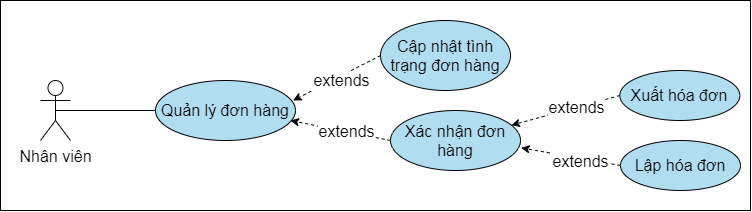 Cập nhật tình
trạng đơn hàng
extends
Xuất hóa đơn
extends
Quản lý đơn hàng
extends
Xác nhận đơn
hàng
Nhân viên
extends
Lập hóa đơn